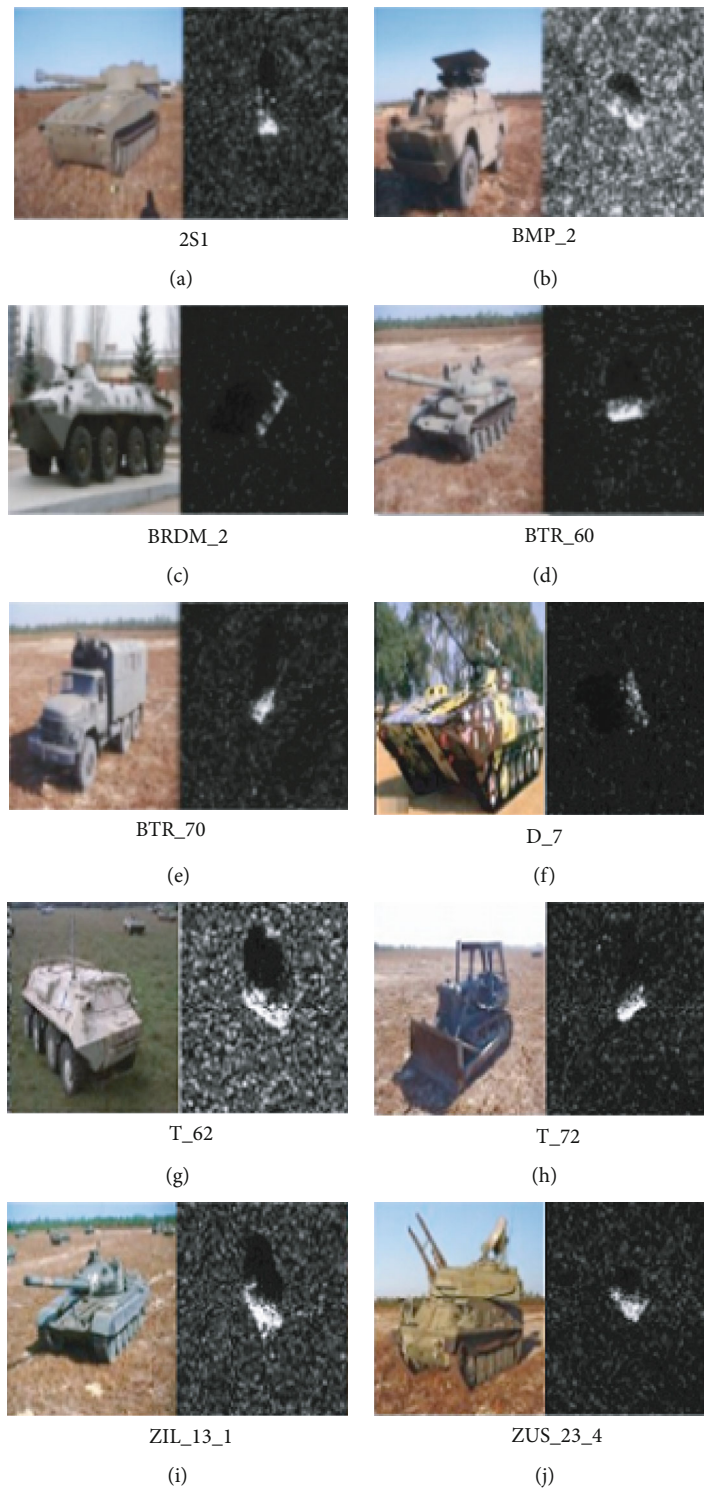 2S1
BMP_2
(a)
(b)
BRDM_2
BTR_60
(c)
(d)
BTR_70
D_7
(e)
(f)
T_62
T_72
(g)
(h)
ZIL_13_1
ZUS_23_4
(i)
(j)